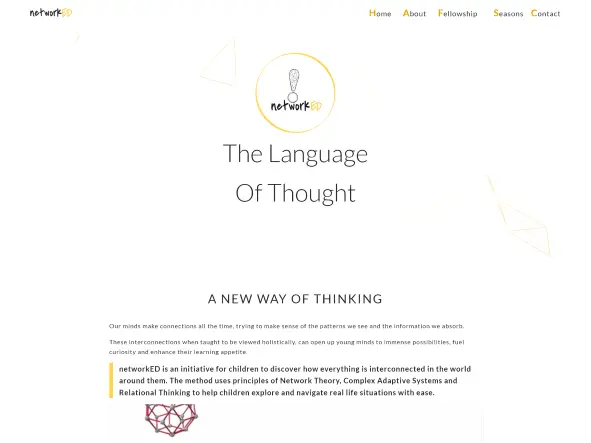 networkED
Home About Fellowship Seasons Contact
networkED
The Language
Of Thought
A NEW WAY OF THINKING
Our minds make connections all the time, trying to make sense of the patterns we see and the information we absorb.
These interconnections when taught to be viewed holistically, can open up young minds to immense possibilities, fuel
curiosity and enhance their learning appetite.
networkED is an initiative for children to discover how everything is interconnected in the world
around them. The method uses principles of Network Theory, Complex Adaptive Systems and
Relational Thinking to help children explore and navigate real life situations with ease.